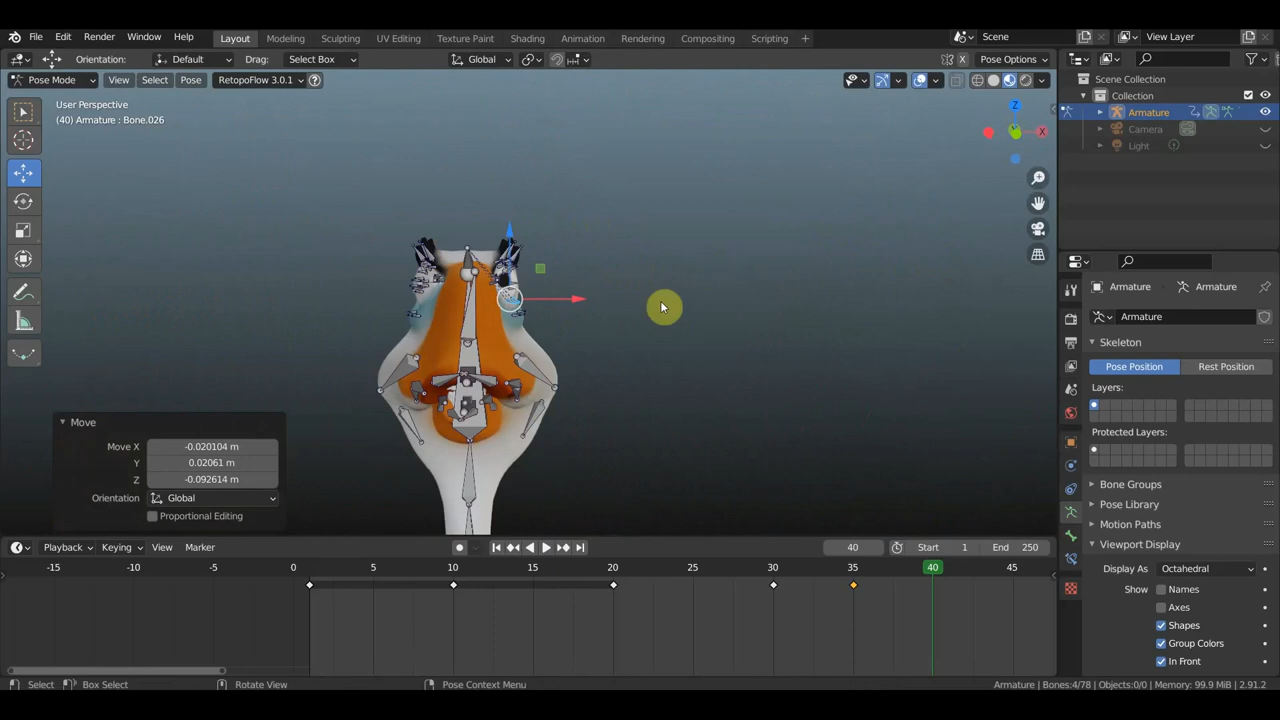 File Edit Render Window Help Layout Modeling Sculpting UV Editing Texture Paint Shading Animation Rendering Compositing Scripting + Scene View Layer
Orientation: Default Drag: Select Box Global Pose Options
Pose Mode View Select Pose RetopoFlow 3.0.1
Scene Collection
Collection
Armature
Camera
Light
User Perspective
(40) Armature : Bone.026
Z
X
Armature Armature
Armature
Skeleton
Pose Position Rest Position
Layers:
Protected Layers:
Bone Groups
Pose Library
Motion Paths
Viewport Display
Display As Octahedral
Show Names
Axes
Shapes
Group Colors
In Front
Move
Move X -0.020104 m
Y 0.02061 m
Z -0.092614 m
Orientation Global
Proportional Editing
Playback Keying View Marker 40 Start 1 End 250
-15 -10 -5 0 5 10 15 20 25 30 35 40 45
Select Box Select Rotate View Pose Context Menu Armature | Bones:4/78 | Objects:0/0 | Memory: 99.9 MiB | 2.91.2